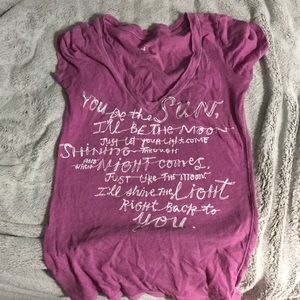 YOU be the SUN,
I'll BE THE MOON
JUST LET YOUR LIGHT COME
SHINING THROUGH
AND WHEN NIGHT COMES,
JUST LIKE THE MOON
I'll shine the LIGHT
RIGHT BACK TO
YOU.